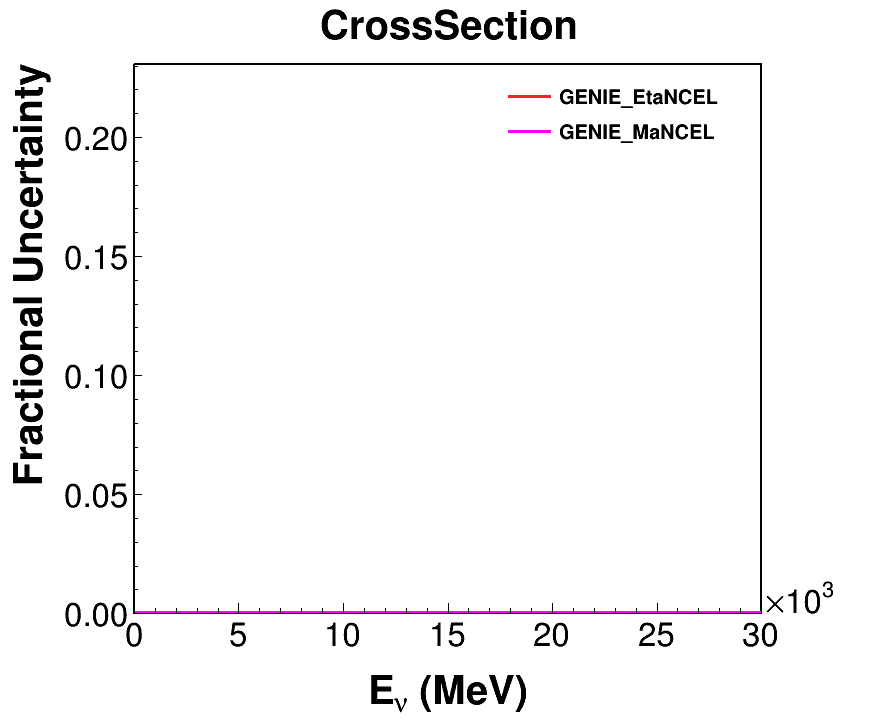 CrossSection
Fractional Uncertainty
GENIE_EtaNCEL
GENIE_MaNCEL
0.20
0.15
0.10
0.05
0.00
0 5 10 15 20 25 30
×10³
Eν (MeV)